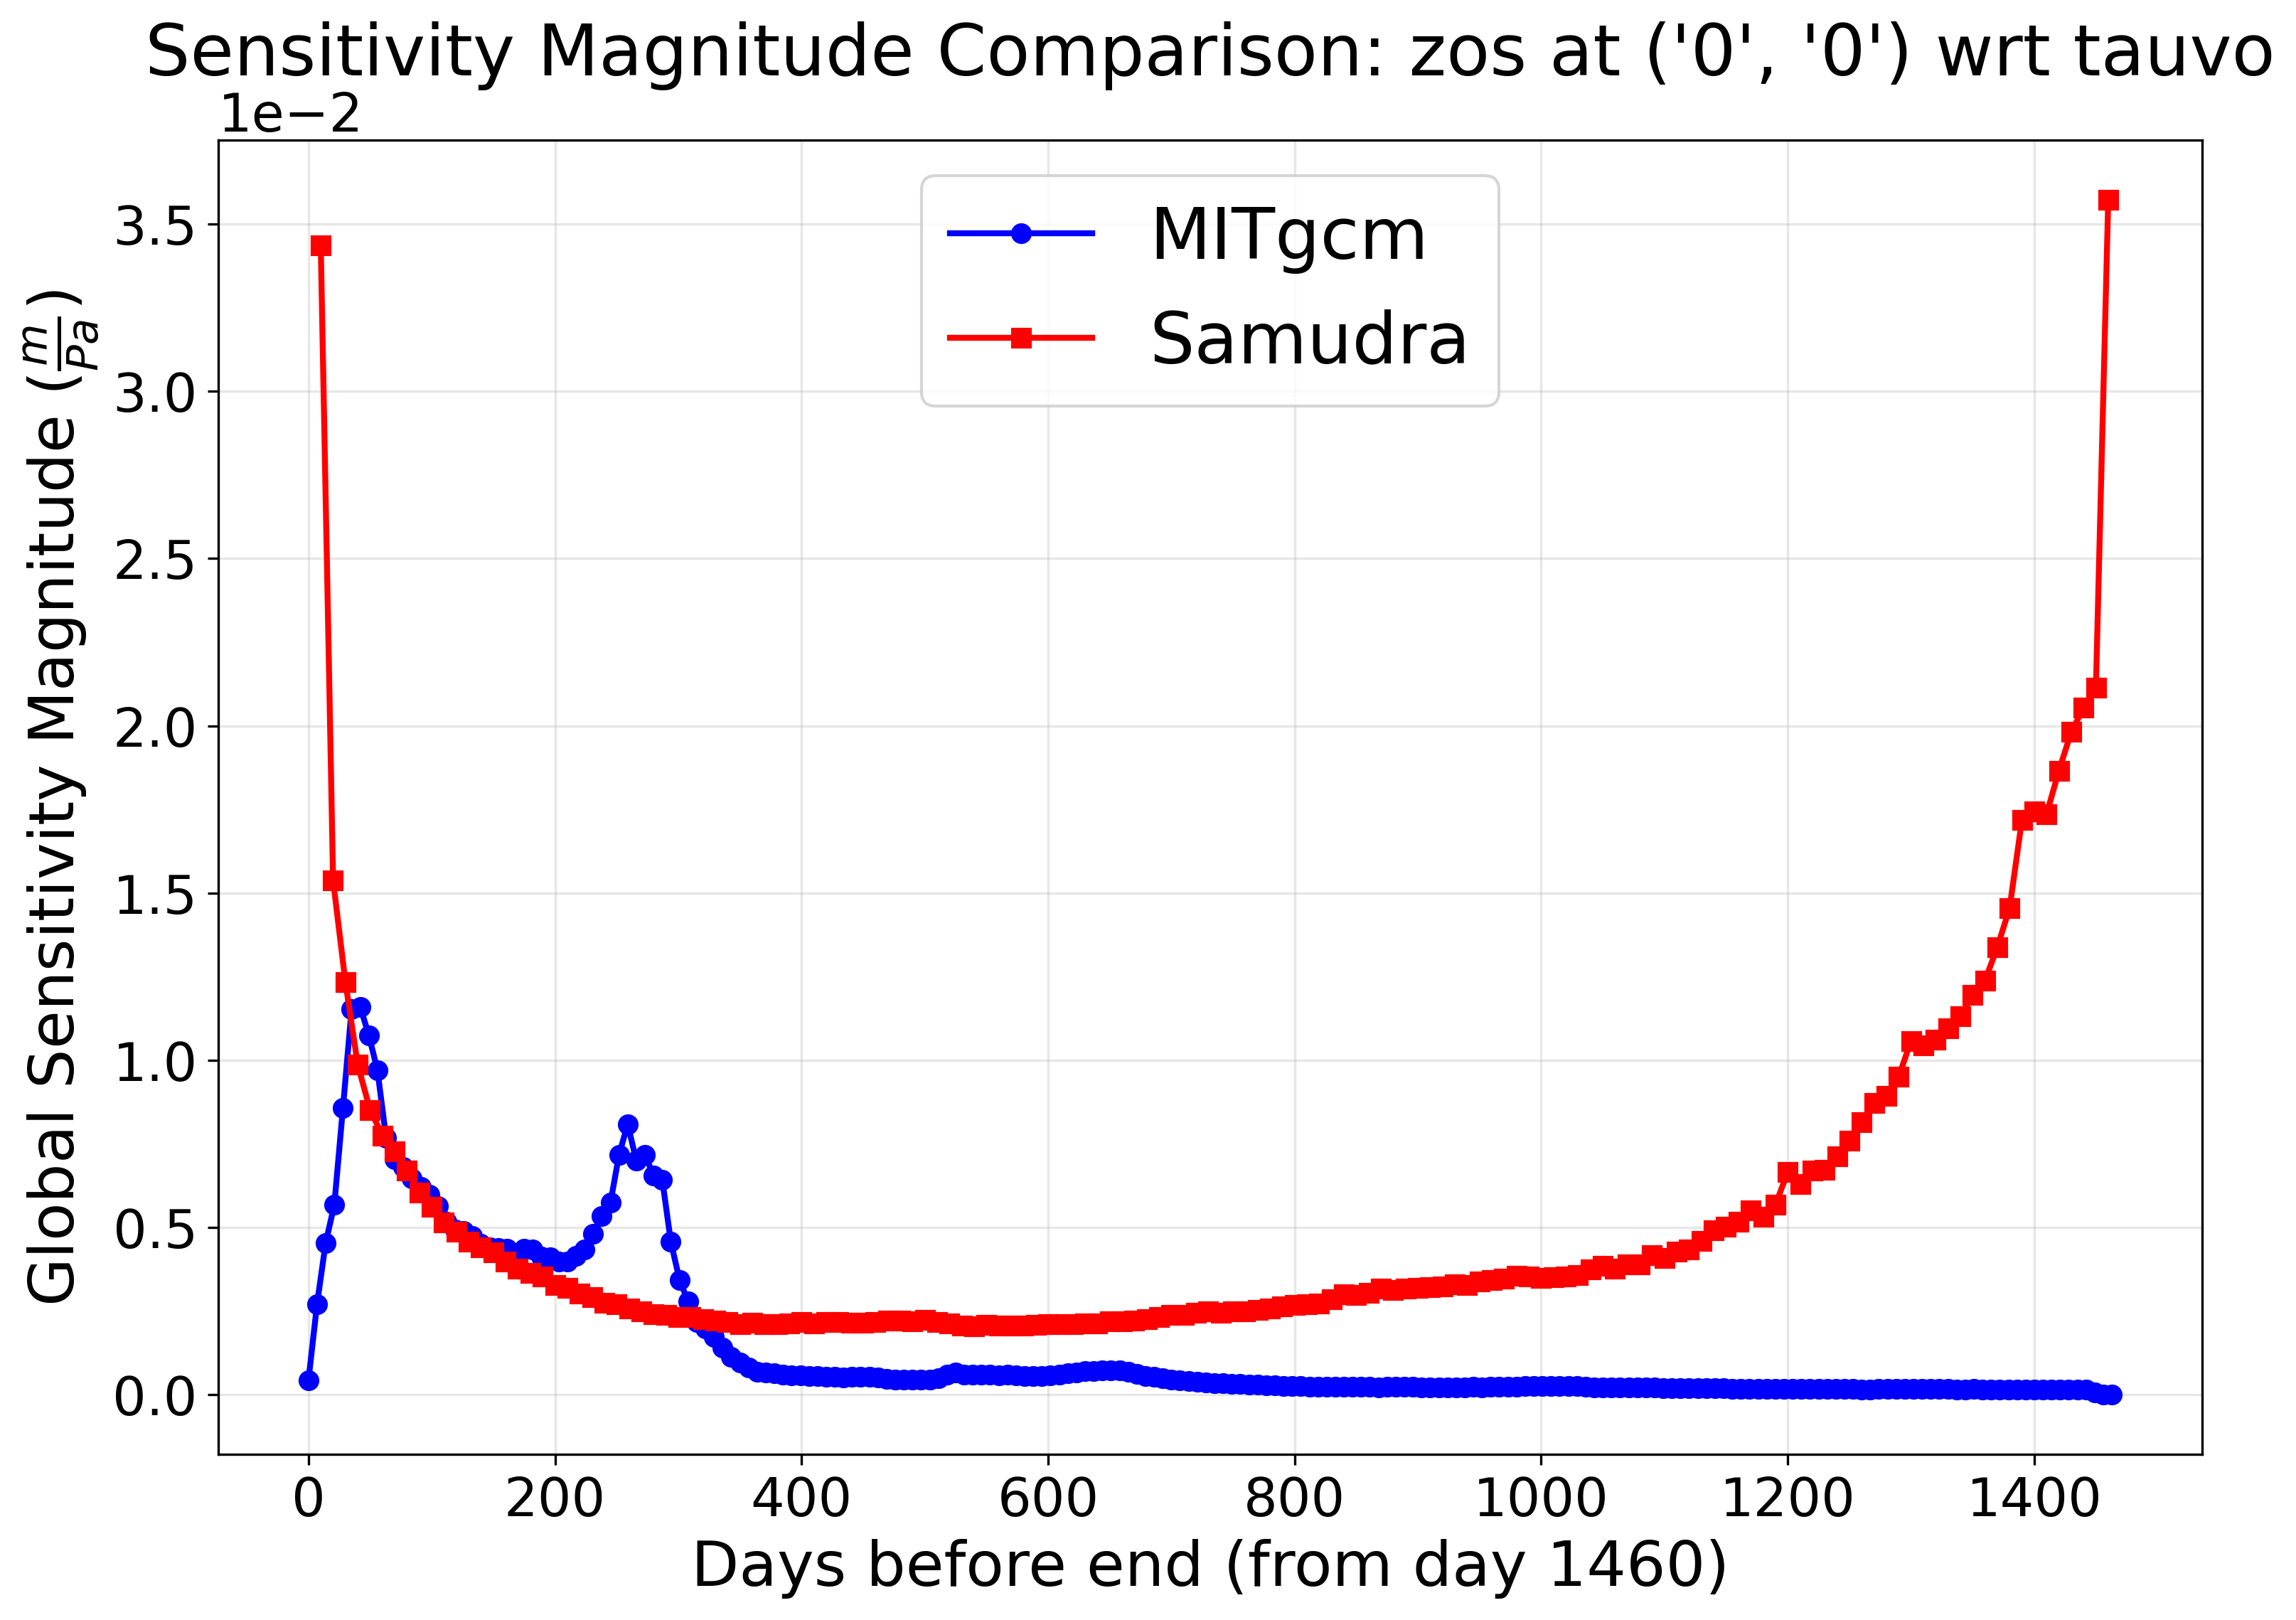 Sensitivity Magnitude Comparison: zos at ('0', '0') wrt tauvo
1e−2
Global Sensitivity Magnitude (m/Pa)
3.5
3.0
2.5
2.0
1.5
1.0
0.5
0.0
MITgcm
Samudra
0 200 400 600 800 1000 1200 1400
Days before end (from day 1460)